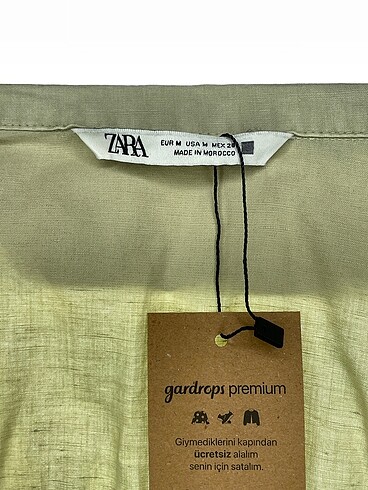 ZARA
EUR M USA M MEX 28
MADE IN MOROCCO
gardrops premium
Giymediklerini kapından
ücretsiz alalım
senin için satalım.